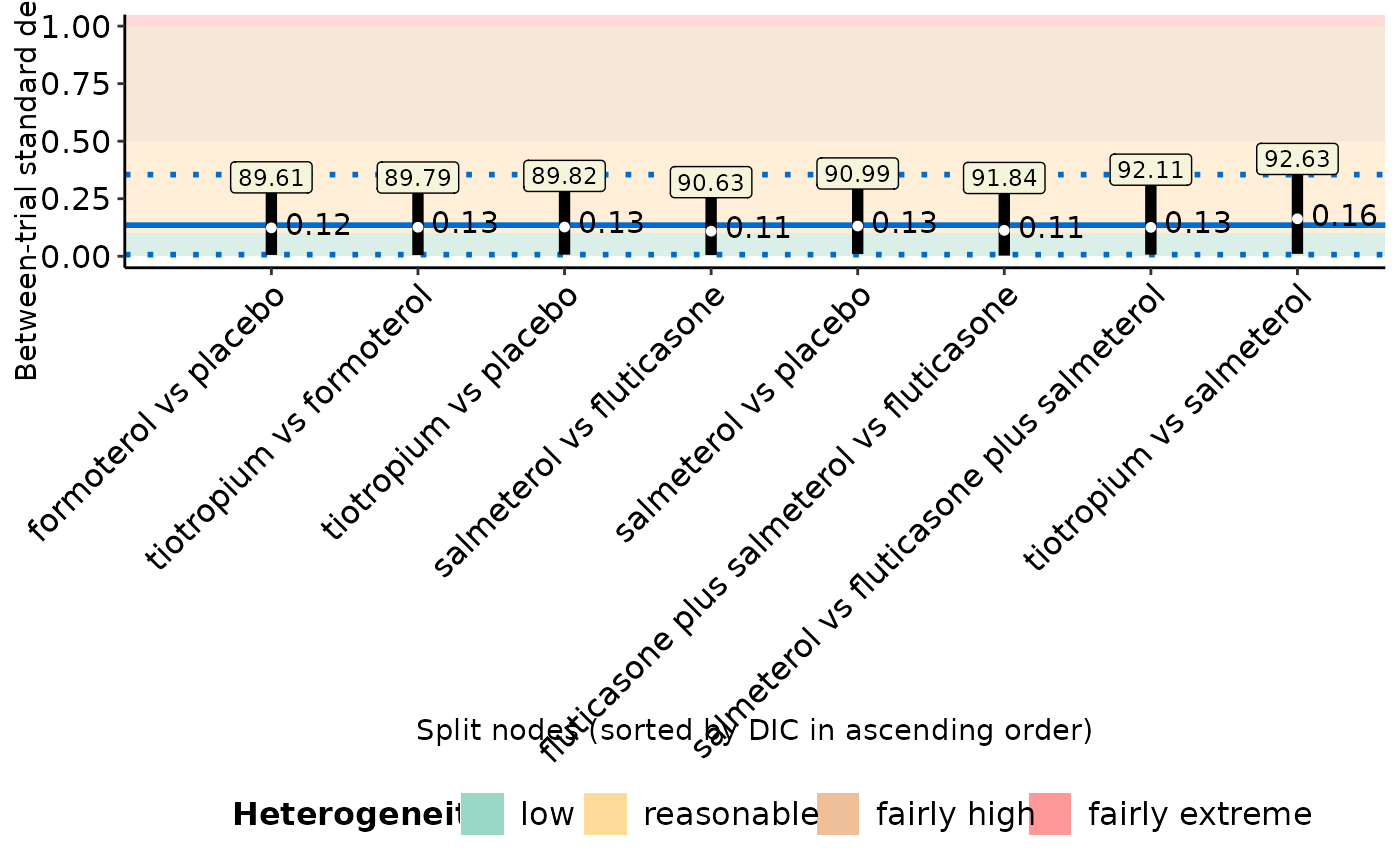 Between-trial standard de
1.00
0.75
0.50
0.25
0.00
89.61
89.79
89.82
90.63
90.99
91.84
92.11
92.63
0.12
0.13
0.13
0.11
0.13
0.11
0.13
0.16
formoterol vs placebo
tiotropium vs formoterol
tiotropium vs placebo
salmeterol vs fluticasone
salmeterol vs placebo
fluticasone plus salmeterol vs fluticasone
salmeterol vs fluticasone plus salmeterol
tiotropium vs salmeterol
Split nodes (sorted by DIC in ascending order)
Heterogeneit low reasonable fairly high fairly extreme